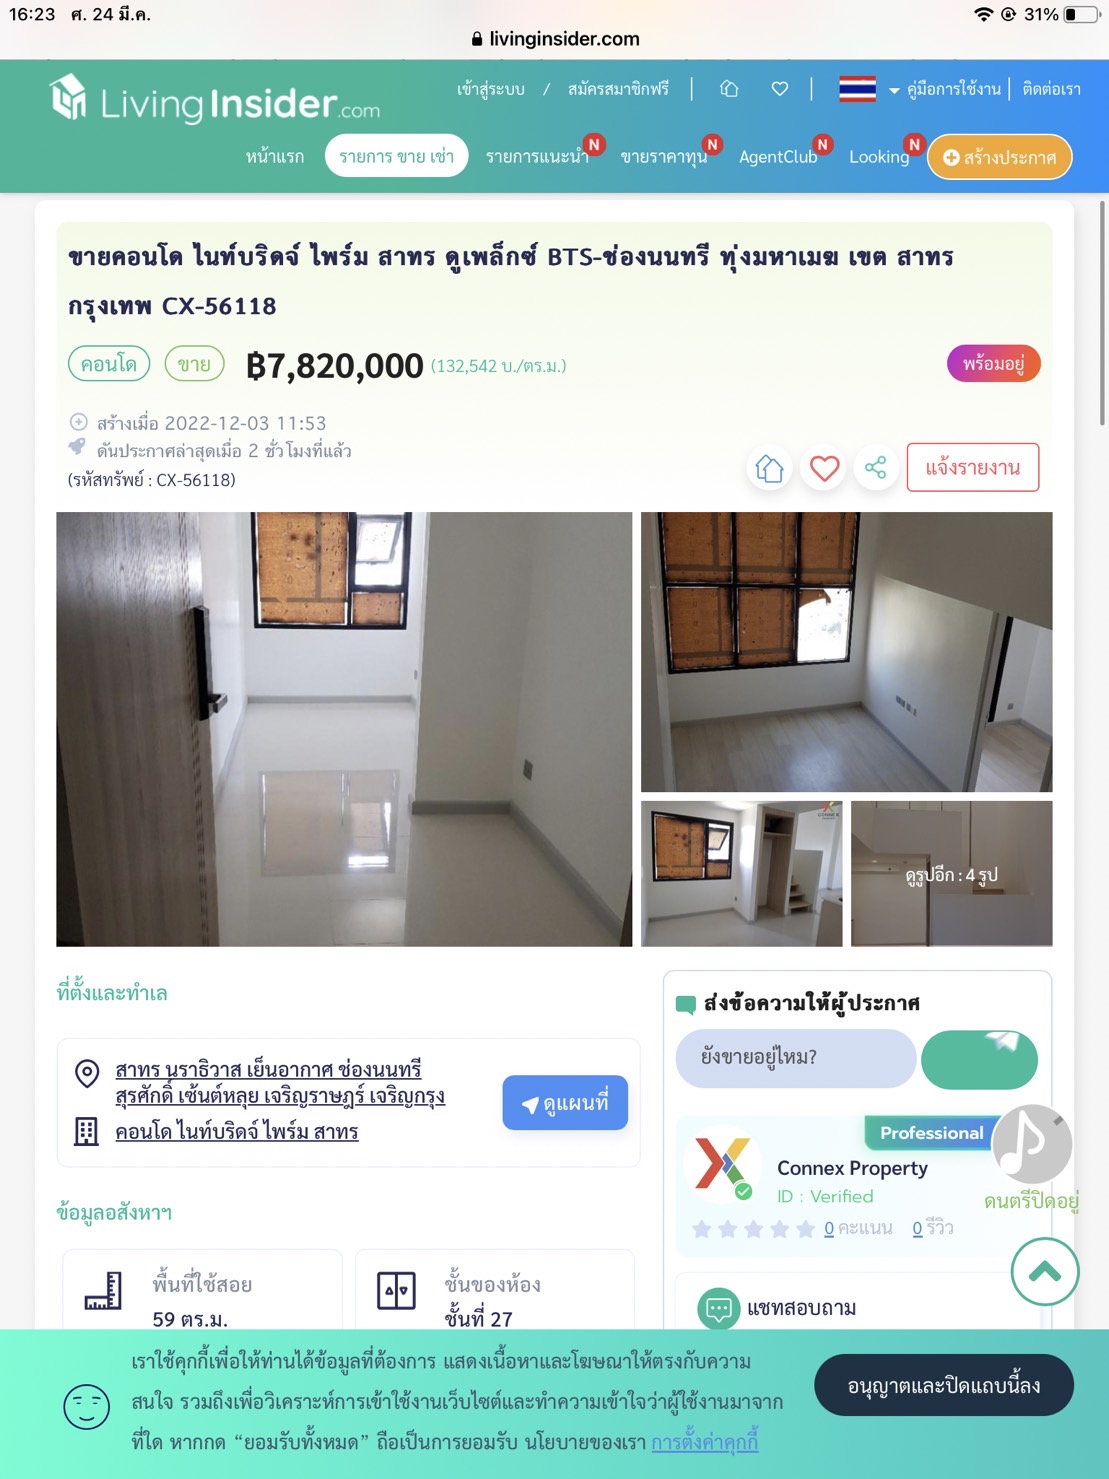 16:23 ศ. 24 มี.ค.
31%
livinginsider.com
LivingInsider.com
เข้าสู่ระบบ / สมัครสมาชิกฟรี
คู่มือการใช้งาน
ติดต่อเรา
หน้าแรก
รายการ ขาย เช่า
รายการแนะนำ N
ขายราคาทุน N
AgentClub N
Looking N
สร้างประกาศ
ขายคอนโด ไนท์บริดจ์ ไพร์ม สาทร ดูเพล็กซ์ BTS-ช่องนนทรี ทุ่งมหาเมฆ เขต สาทร
กรุงเทพ CX-56118
คอนโด
ขาย
฿7,820,000 (132,542 บ./ตร.ม.)
พร้อมอยู่
สร้างเมื่อ 2022-12-03 11:53
ดันประกาศล่าสุดเมื่อ 2 ชั่วโมงที่แล้ว
(รหัสทรัพย์ : CX-56118)
แจ้งรายงาน
CONNEX
ดูรูปอีก : 4 รูป
ที่ตั้งและทำเล
สาทร นราธิวาส เย็นอากาศ ช่องนนทรี
สุรศักดิ์ เซ้นต์หลุย เจริญราษฎร์ เจริญกรุง
คอนโด ไนท์บริดจ์ ไพร์ม สาทร
ดูแผนที่
ส่งข้อความให้ผู้ประกาศ
ยังขายอยู่ไหม?
Professional
Connex Property
ID : Verified
0 คะแนน 0 รีวิว
ดนตรีปิดอยู่
ข้อมูลอสังหาฯ
พื้นที่ใช้สอย
59 ตร.ม.
ชั้นของห้อง
ชั้นที่ 27
แชทสอบถาม
เราใช้คุกกี้เพื่อให้ท่านได้ข้อมูลที่ต้องการ แสดงเนื้อหาและโฆษณาให้ตรงกับความ
สนใจ รวมถึงเพื่อวิเคราะห์การเข้าใช้งานเว็บไซต์และทำความเข้าใจว่าผู้ใช้งานมาจาก
ที่ใด หากกด “ยอมรับทั้งหมด” ถือเป็นการยอมรับ นโยบายของเรา การตั้งค่าคุกกี้
อนุญาตและปิดแถบนี้ลง